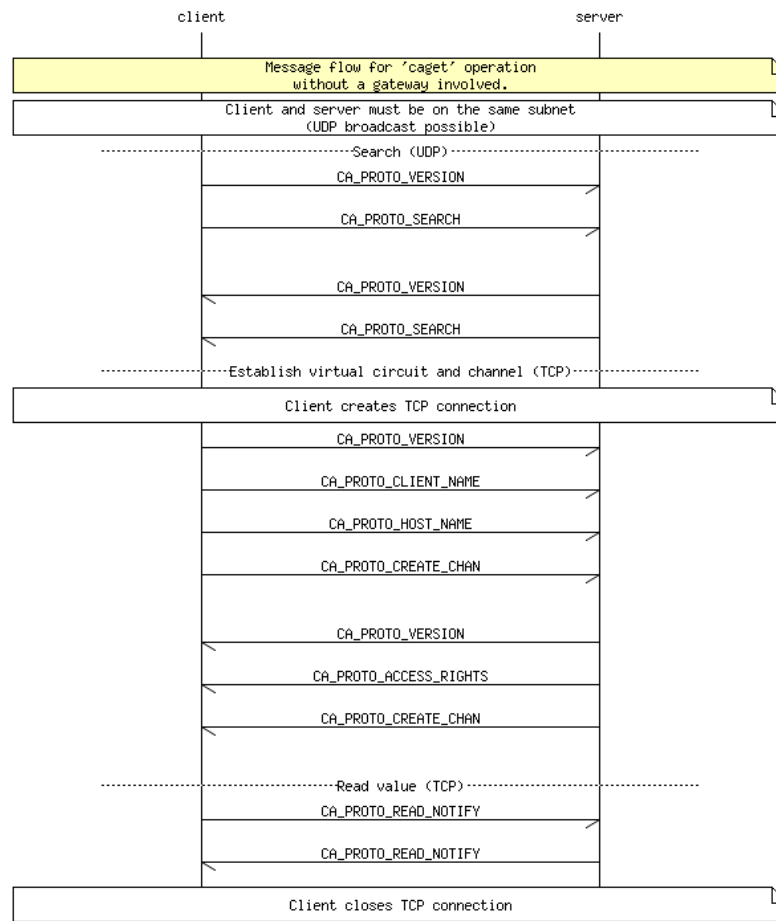 client
server
Message flow for 'caget' operation
without a gateway involved.
Client and server must be on the same subnet
(UDP broadcast possible)
Search (UDP)
CA_PROTO_VERSION
CA_PROTO_SEARCH
CA_PROTO_VERSION
CA_PROTO_SEARCH
Establish virtual circuit and channel (TCP)
Client creates TCP connection
CA_PROTO_VERSION
CA_PROTO_CLIENT_NAME
CA_PROTO_HOST_NAME
CA_PROTO_CREATE_CHAN
CA_PROTO_VERSION
CA_PROTO_ACCESS_RIGHTS
CA_PROTO_CREATE_CHAN
Read value (TCP)
CA_PROTO_READ_NOTIFY
CA_PROTO_READ_NOTIFY
Client closes TCP connection